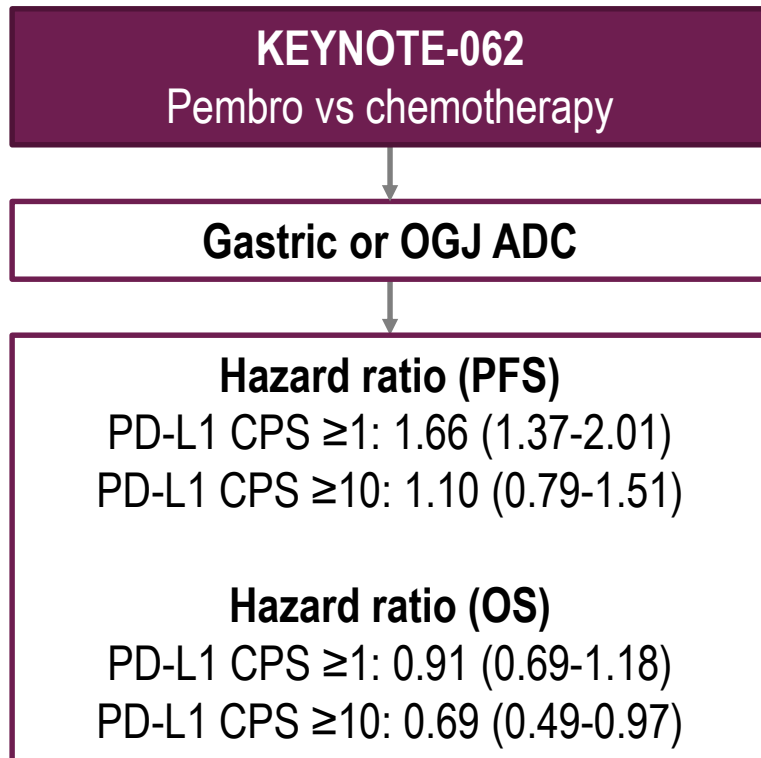 KEYNOTE-062
Pembro vs chemotherapy
Gastric or OGJ ADC
Hazard ratio (PFS)
PD-L1 CPS ≥1: 1.66 (1.37-2.01)
PD-L1 CPS ≥10: 1.10 (0.79-1.51)
Hazard ratio (OS)
PD-L1 CPS ≥1: 0.91 (0.69-1.18)
PD-L1 CPS ≥10: 0.69 (0.49-0.97)